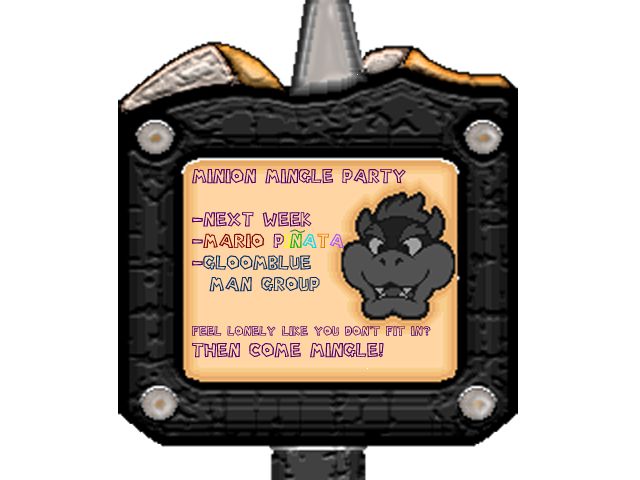 MINION MINGLE PARTY
-NEXT WEEK
-MARIO PIÑATA
-GLOOMBLUE
MAN GROUP
FEEL LONELY LIKE YOU DON'T FIT IN?
THEN COME MINGLE!